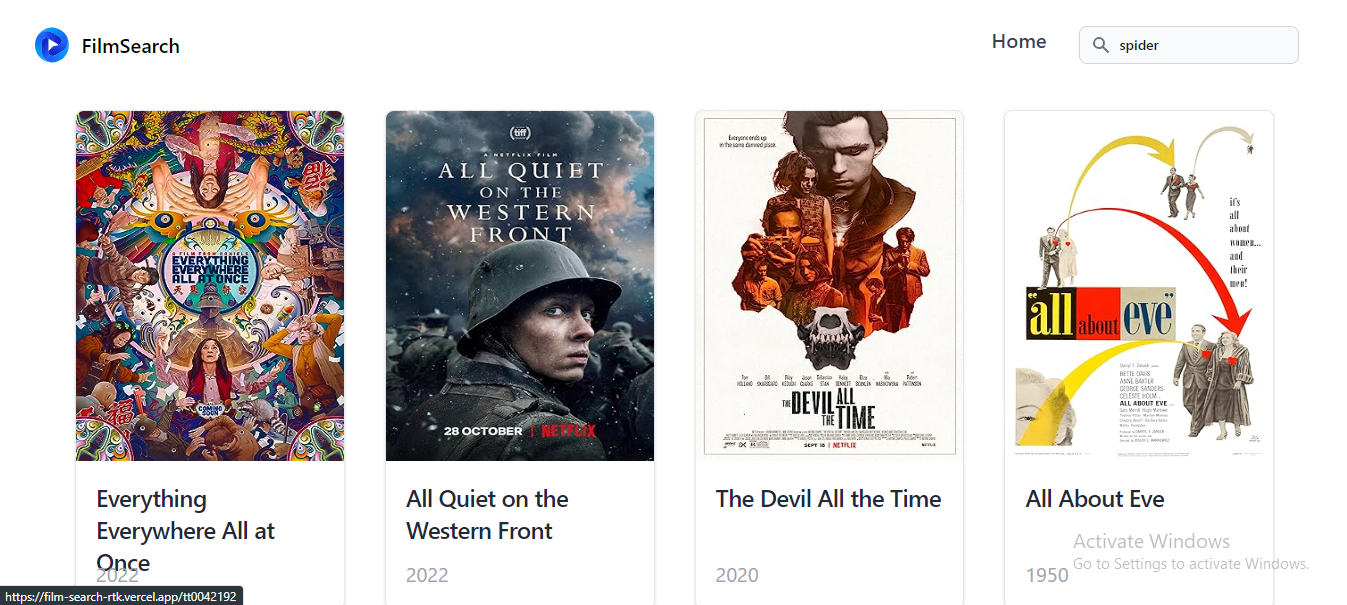 FilmSearch
Home
spider
tiff
A NETFLIX FILM
ALL QUIET
ON THE
WESTERN
FRONT
28 OCTOBER | NETFLIX
A FILM FROM DANIELS
EVERYTHING
EVERYWHERE
ALL AT ONCE
COMING
SOON
Everyone ends up
in the same damned place.
THE DEVIL ALL
THE TIME
SEPT 16 | NETFLIX
it's
all
about
women...
and
their
men!
"all about eve"
BETTE DAVIS
ANNE BAXTER
GEORGE SANDERS
CELESTE HOLM
ALL ABOUT EVE
Everything
Everywhere All at
Once
2022
All Quiet on the
Western Front
2022
The Devil All the Time
2020
All About Eve
1950
Activate Windows
Go to Settings to activate Windows.
https://film-search-rtk.vercel.app/tt0042192